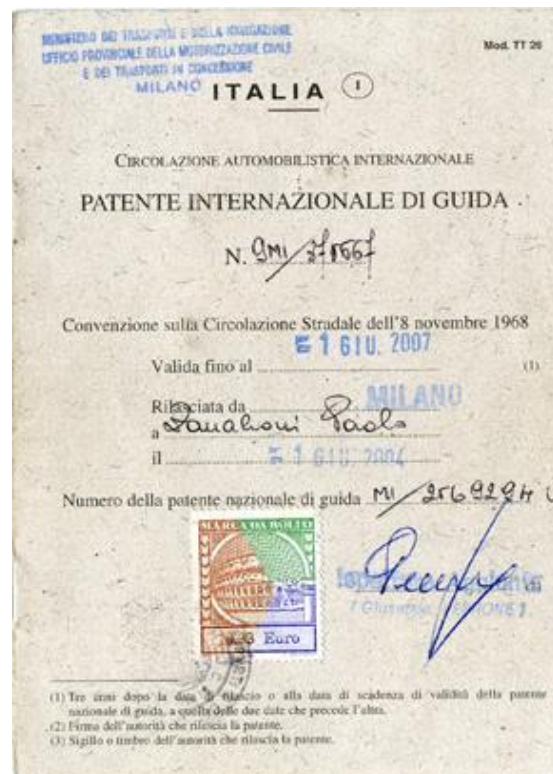 MINISTERO DEI TRASPORTI E DELLA NAVIGAZIONE
UFFICIO PROVINCIALE DELLA MOTORIZZAZIONE CIVILE
E DEI TRASPORTI IN CONCESSIONE
MILANO
Mod. TT 26
ITALIA I
CIRCOLAZIONE AUTOMOBILISTICA INTERNAZIONALE
PATENTE INTERNAZIONALE DI GUIDA
N. 9MI/
Convenzione sulla Circolazione Stradale dell'8 novembre 1968
Valida fino al 1 GIU. 2007 (1)
Rilasciata da MILANO
a Paolo
il 1 GIU. 2004
Numero della patente nazionale di guida MI/2569294
MARCA DA BOLLO
Euro
(1) Tre anni dopo la data di rilascio o alla data di scadenza di validità della patente
nazionale di guida, a quella delle due date che precede l'altra.
(2) Firma dell'autorità che rilascia la patente.
(3) Sigillo o timbro dell'autorità che rilascia la patente.